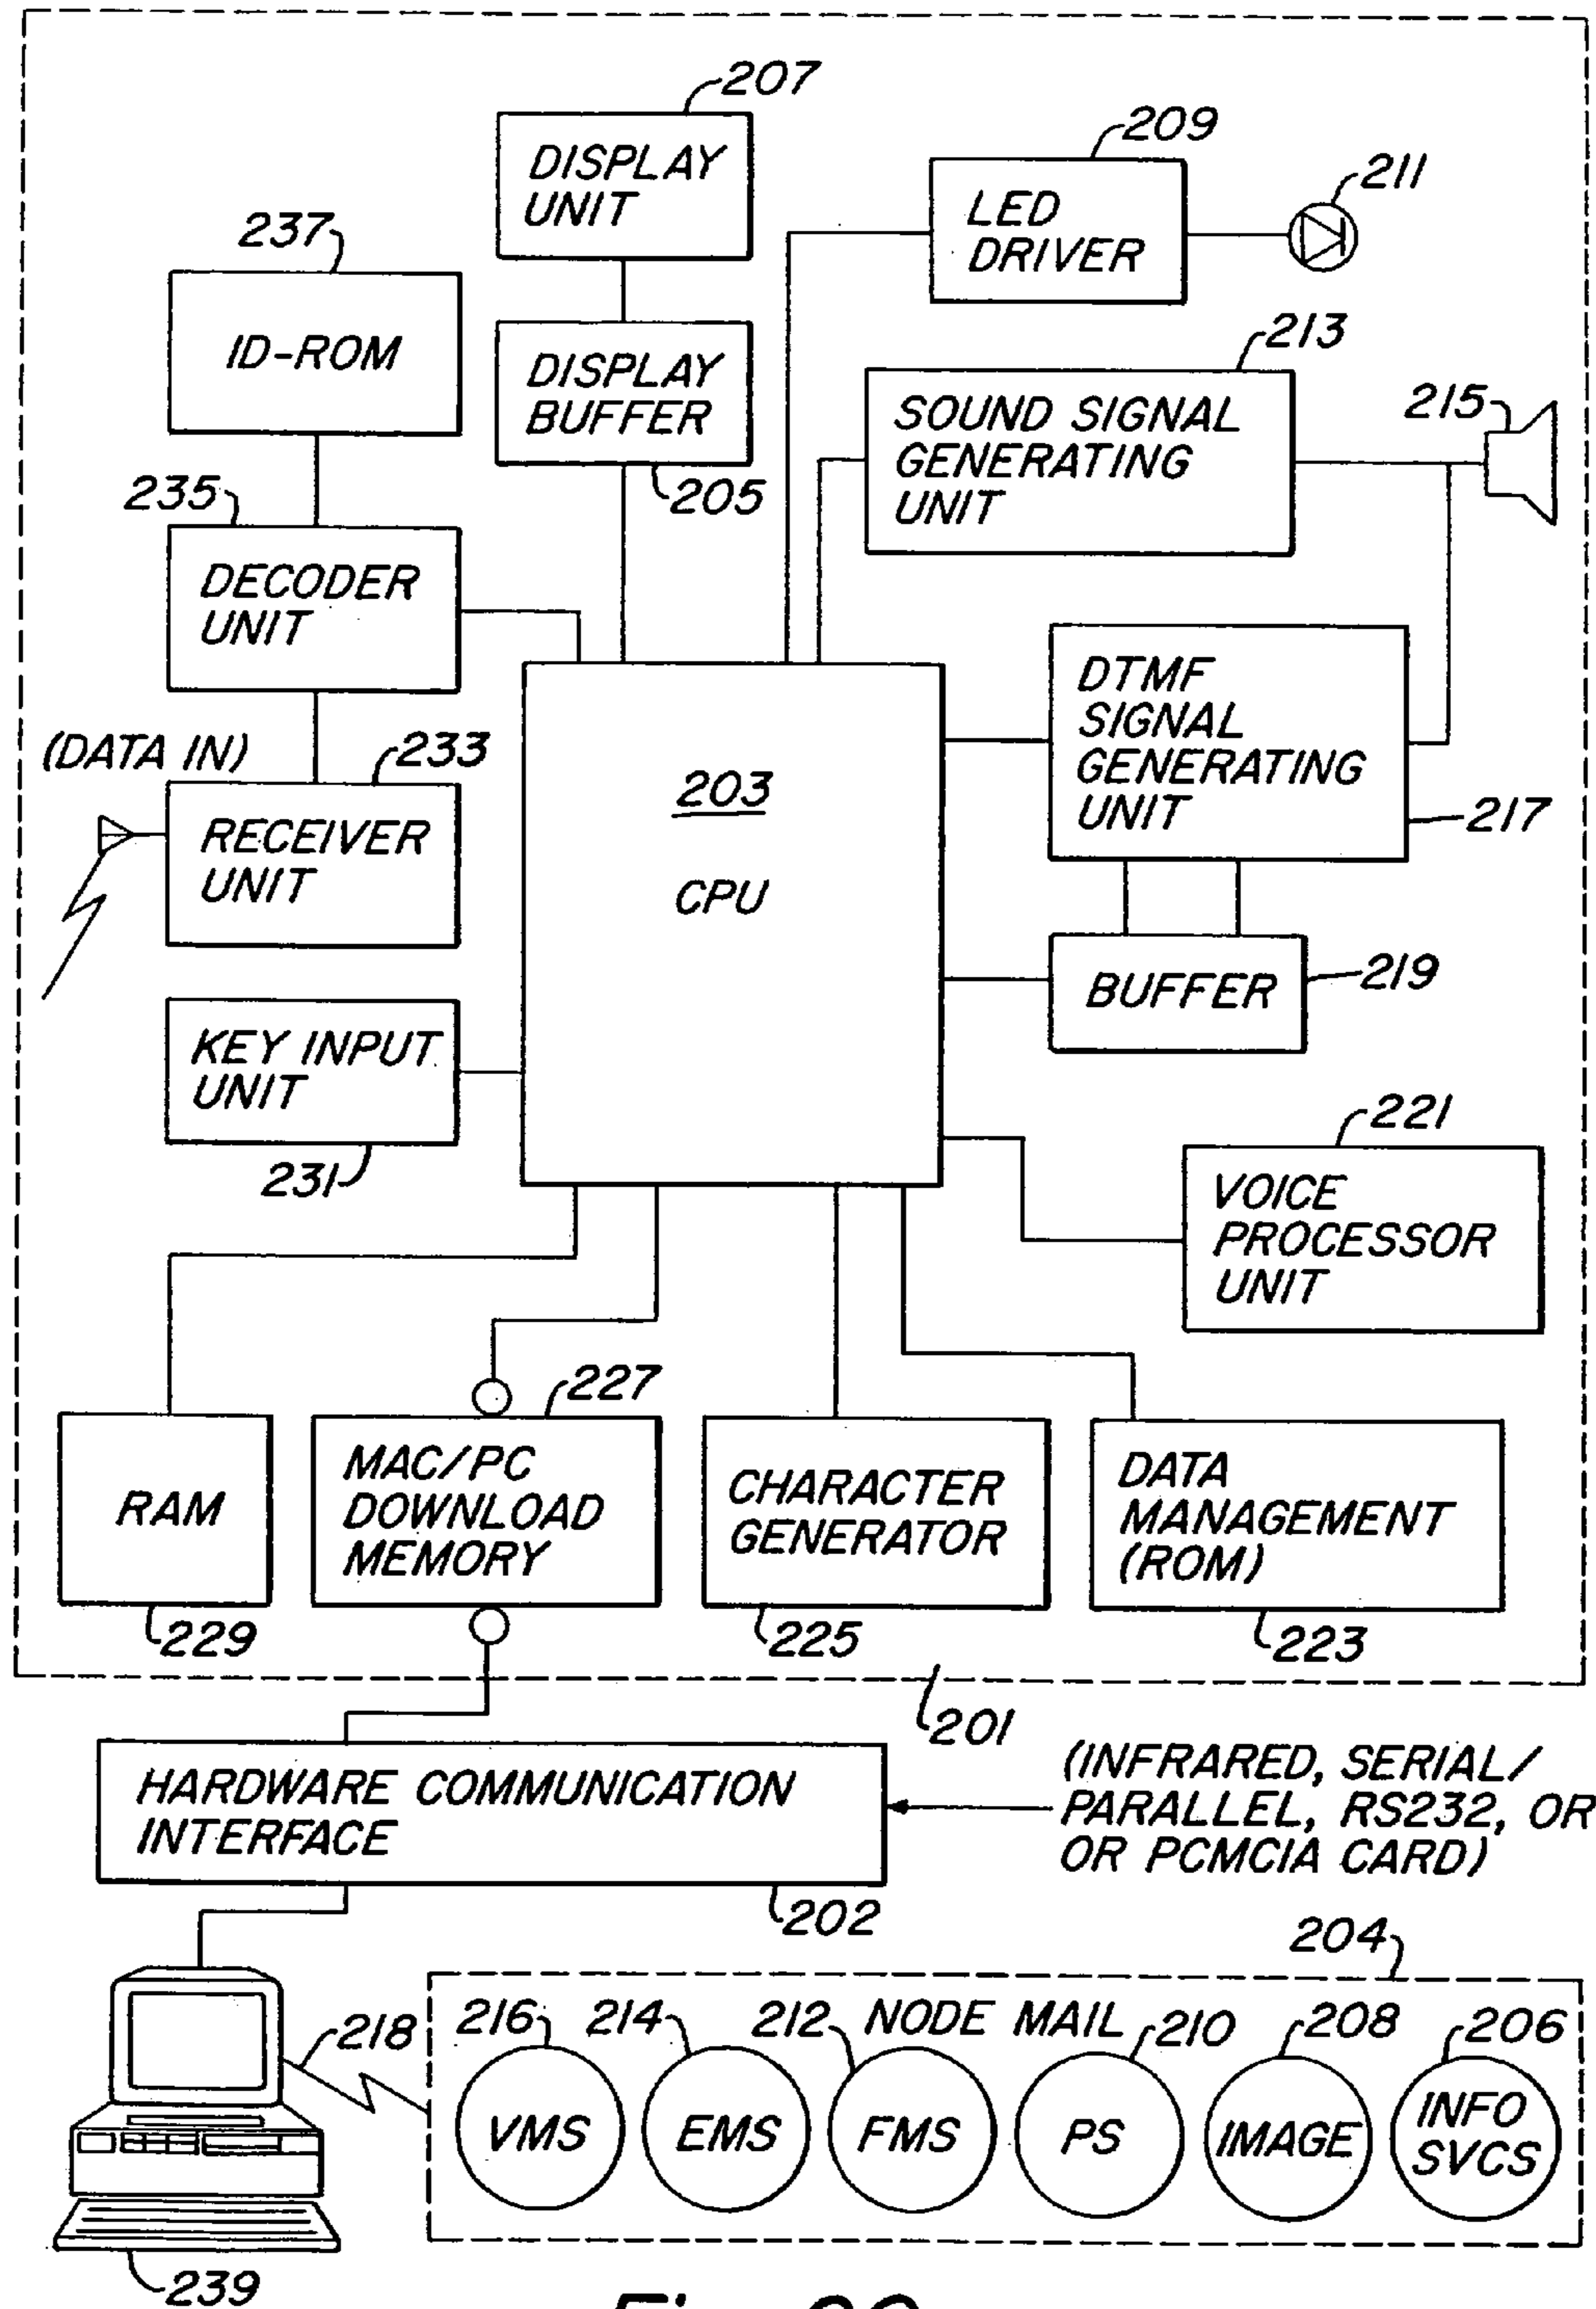 207
DISPLAY
UNIT
209
LED
DRIVER
211
237
ID-ROM
DISPLAY
BUFFER
205
213
SOUND SIGNAL
GENERATING
UNIT
215
235
DECODER
UNIT
DTMF
SIGNAL
GENERATING
UNIT
217
(DATA IN)
233
RECEIVER
UNIT
203
CPU
BUFFER
219
KEY INPUT
UNIT
231
221
VOICE
PROCESSOR
UNIT
RAM
229
227
MAC/PC
DOWNLOAD
MEMORY
CHARACTER
GENERATOR
225
DATA
MANAGEMENT
(ROM)
223
201
HARDWARE COMMUNICATION
INTERFACE
202
(INFRARED, SERIAL/
PARALLEL, RS232, OR
OR PCMCIA CARD)
204
218
216
214
212
NODE MAIL
210
208
206
VMS
EMS
FMS
PS
IMAGE
INFO
SVCS
239